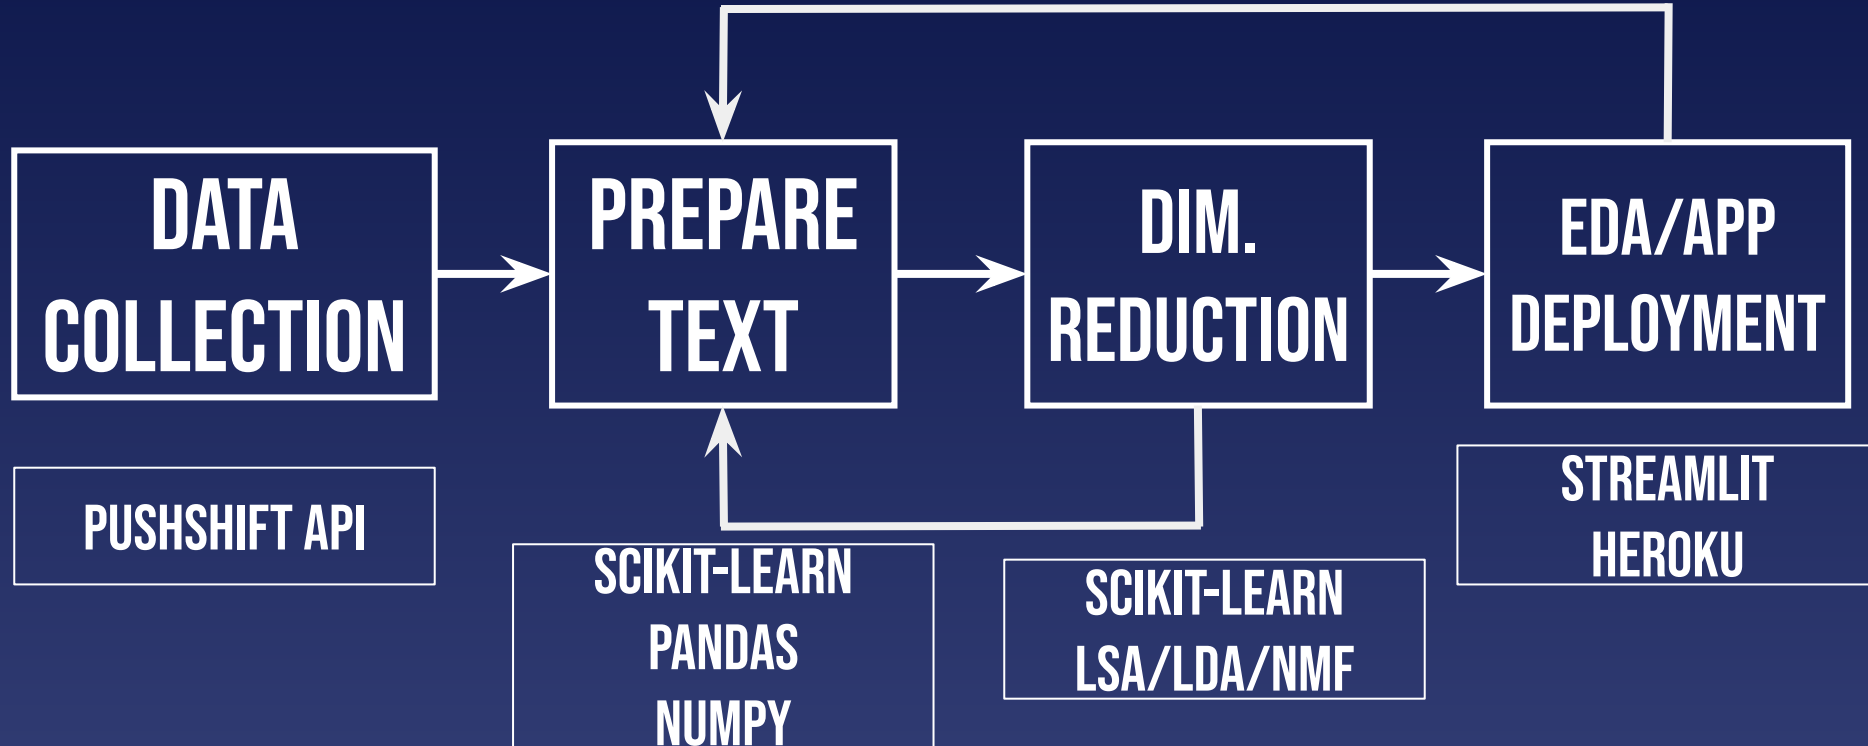 DATA
COLLECTION
PREPARE
TEXT
DIM.
REDUCTION
EDA/APP
DEPLOYMENT
PUSHSHIFT API
SCIKIT-LEARN
PANDAS
NUMPY
SCIKIT-LEARN
LSA/LDA/NMF
STREAMLIT
HEROKU